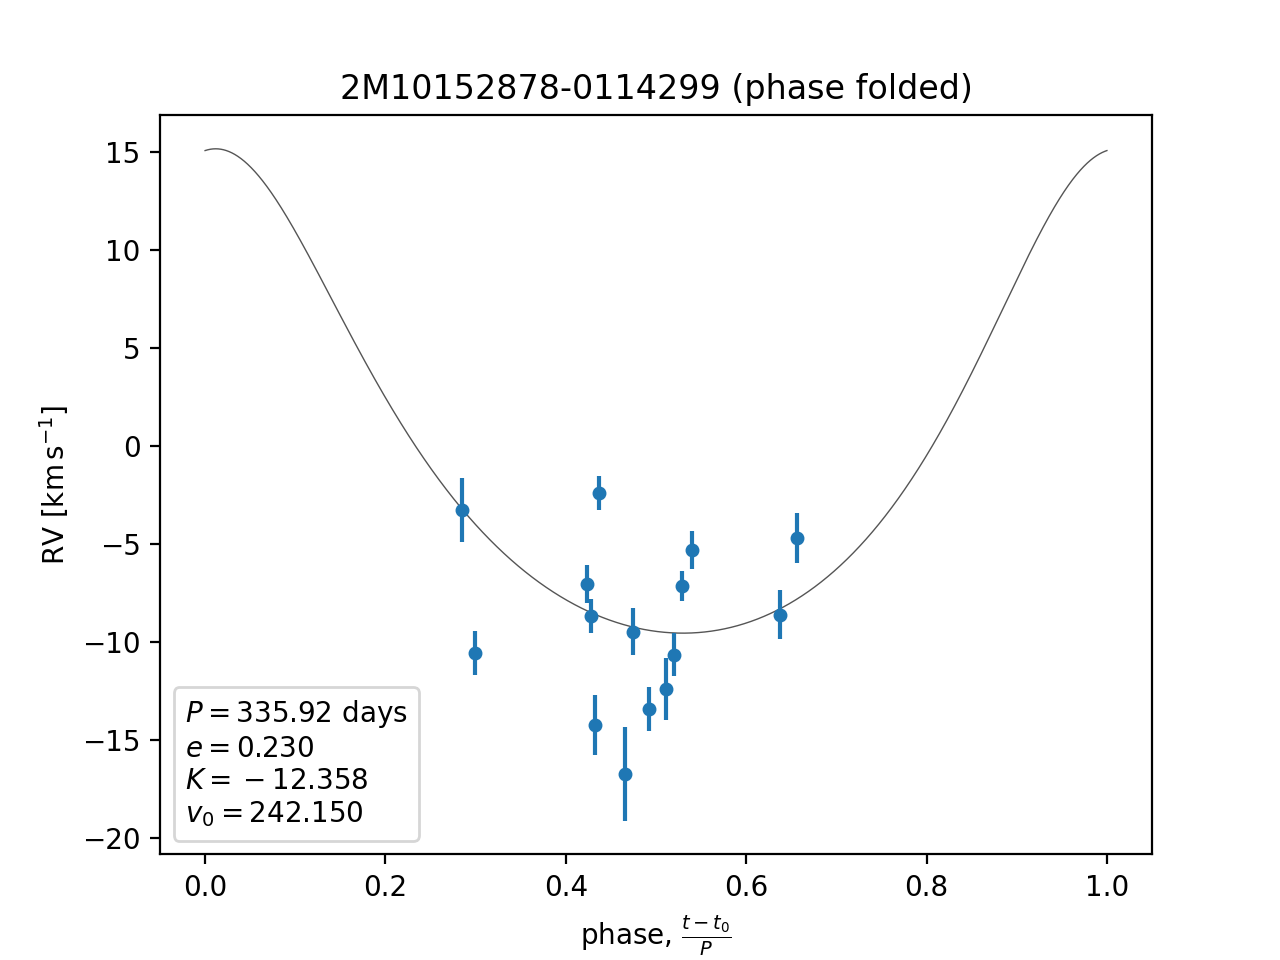 2M10152878-0114299 (phase folded)
15
10
5
0
−5
−10
−15
−20
RV [km s⁻¹]
P = 335.92 days
e = 0.230
K = − 12.358
v₀ = 242.150
0.0 0.2 0.4 0.6 0.8 1.0
phase, (t − t₀)/P